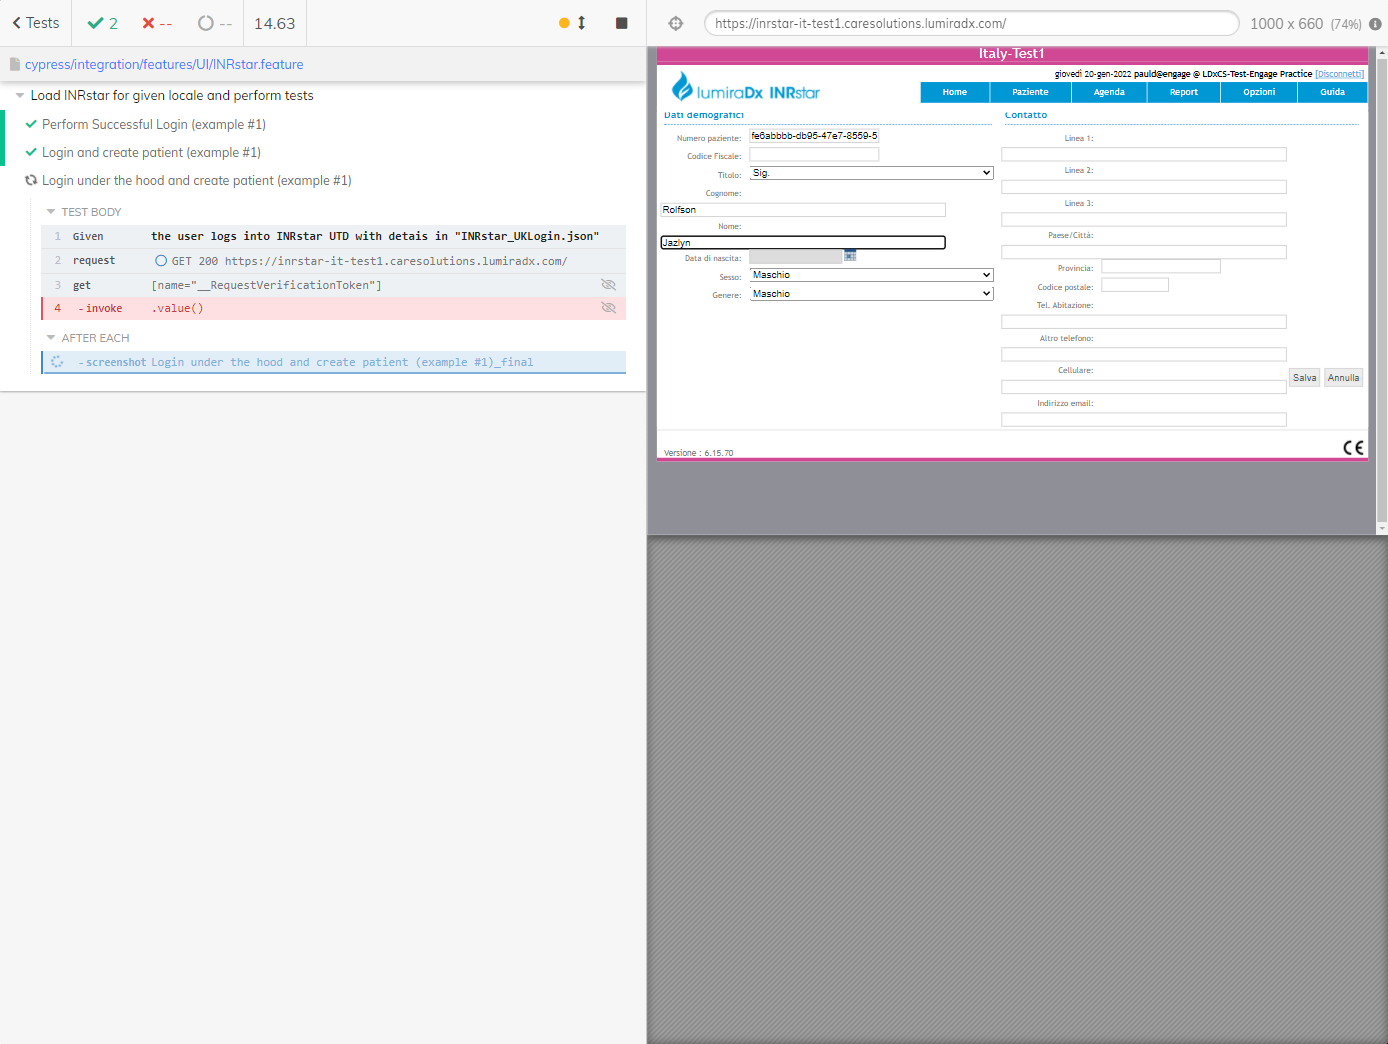 Tests
2
--
--
14.63
cypress/integration/features/UI/INRstar.feature
Load INRstar for given locale and perform tests
Perform Successful Login (example #1)
Login and create patient (example #1)
Login under the hood and create patient (example #1)
TEST BODY
1 Given the user logs into INRstar UTD with detais in "INRstar_UKLogin.json"
2 request GET 200 https://inrstar-it-test1.caresolutions.lumiradx.com/
3 get [name="__RequestVerificationToken"]
4 -invoke .value()
AFTER EACH
-screenshot Login under the hood and create patient (example #1)_final
https://inrstar-it-test1.caresolutions.lumiradx.com/
1000 x 660 (74%)
Italy-Test1
giovedì 20-gen-2022 pauld@engage @ LDxCS-Test-Engage Practice [Disconnetti]
lumiraDx INRstar
Home Paziente Agenda Report Opzioni Guida
Dati demografici
Numero paziente: fe6abbbb-db95-47e7-8559-5
Codice Fiscale:
Titolo: Sig.
Cognome:
Rolfson
Nome:
Jazlyn
Data di nascita:
Sesso: Maschio
Genere: Maschio
Contatto
Linea 1:
Linea 2:
Linea 3:
Paese/Città:
Provincia:
Codice postale:
Tel. Abitazione:
Altro telefono:
Cellulare:
Indirizzo email:
Salva Annulla
Versione : 6.15.70
CE